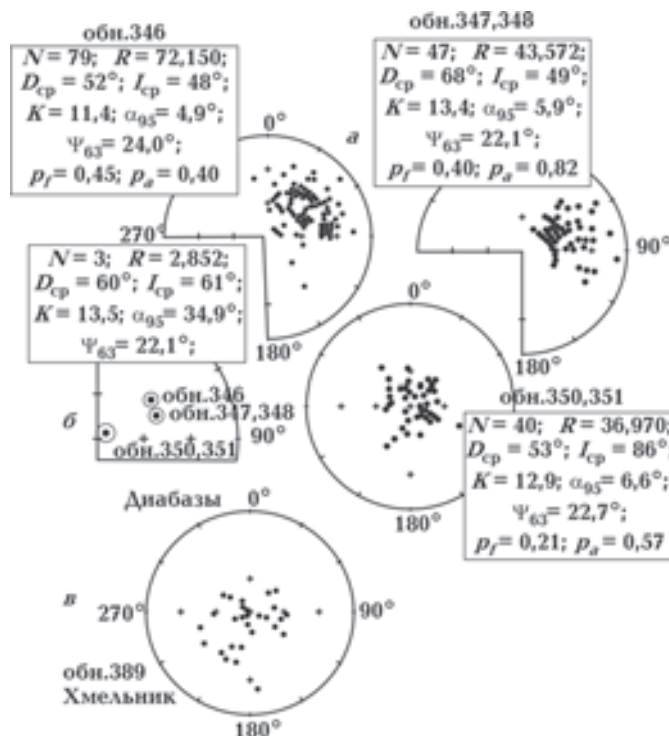 обн.346
N = 79; R = 72,150;
Dср = 52°; Iср = 48°;
K = 11,4; α95 = 4,9°;
Ψ63 = 24,0°;
pf = 0,45; pa = 0,40
обн.347,348
N = 47; R = 43,572;
Dср = 68°; Iср = 49°;
K = 13,4; α95 = 5,9°;
Ψ63 = 22,1°;
pf = 0,40; pa = 0,82
0°
а
270°
180°
90°
180°
N = 3; R = 2,852;
Dср = 60°; Iср = 61°;
K = 13,5; α95 = 34,9°;
Ψ63 = 22,1°;
обн.346
обн.347,348
б
90°
обн.350,351
0°
180°
обн.350,351
N = 40; R = 36,970;
Dср = 53°; Iср = 86°
K = 12,9; α95 = 6,6°;
Ψ63 = 22,7°;
pf = 0,21; pa = 0,57
Диабазы
0°
в
270°
90°
обн.389
Хмельник
180°